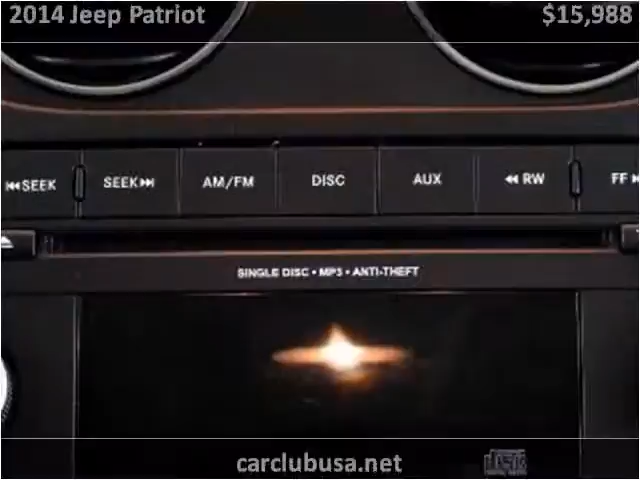 2014 Jeep Patriot $15,988
SEEK SEEK AM/FM DISC AUX RW FF
SINGLE DISC • MP3 • ANTI-THEFT
disc
carclubusa.net